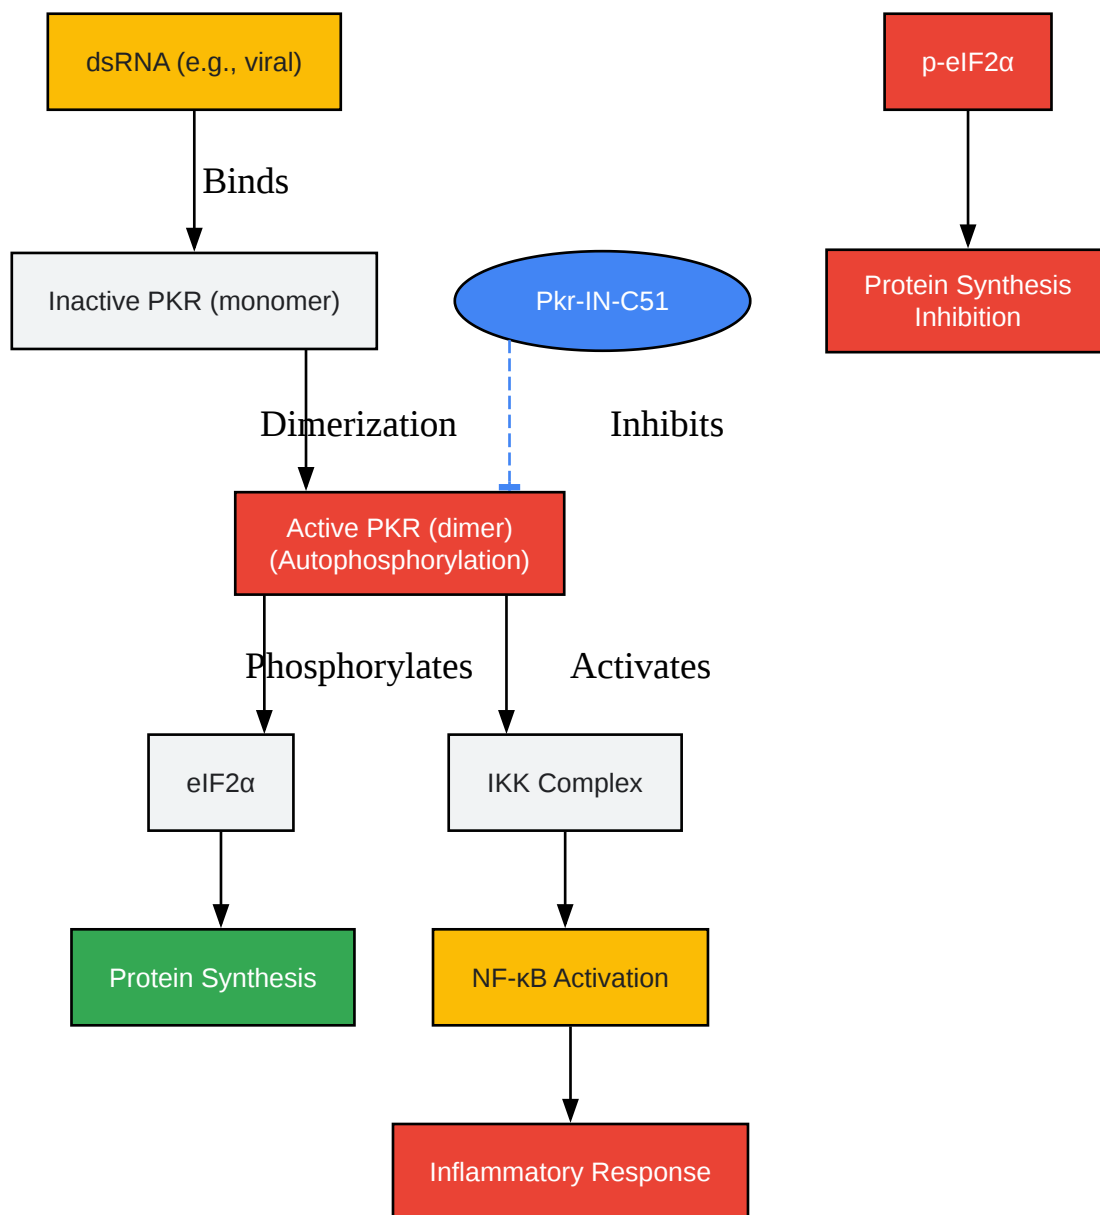 dsRNA (e.g., viral)
p-eIF2α
Binds
Inactive PKR (monomer)
Pkr-IN-C51
Protein Synthesis
Inhibition
Dimerization
Inhibits
Active PKR (dimer)
(Autophosphorylation)
Phosphorylates
Activates
eIF2α
IKK Complex
Protein Synthesis
NF-κB Activation
Inflammatory Response